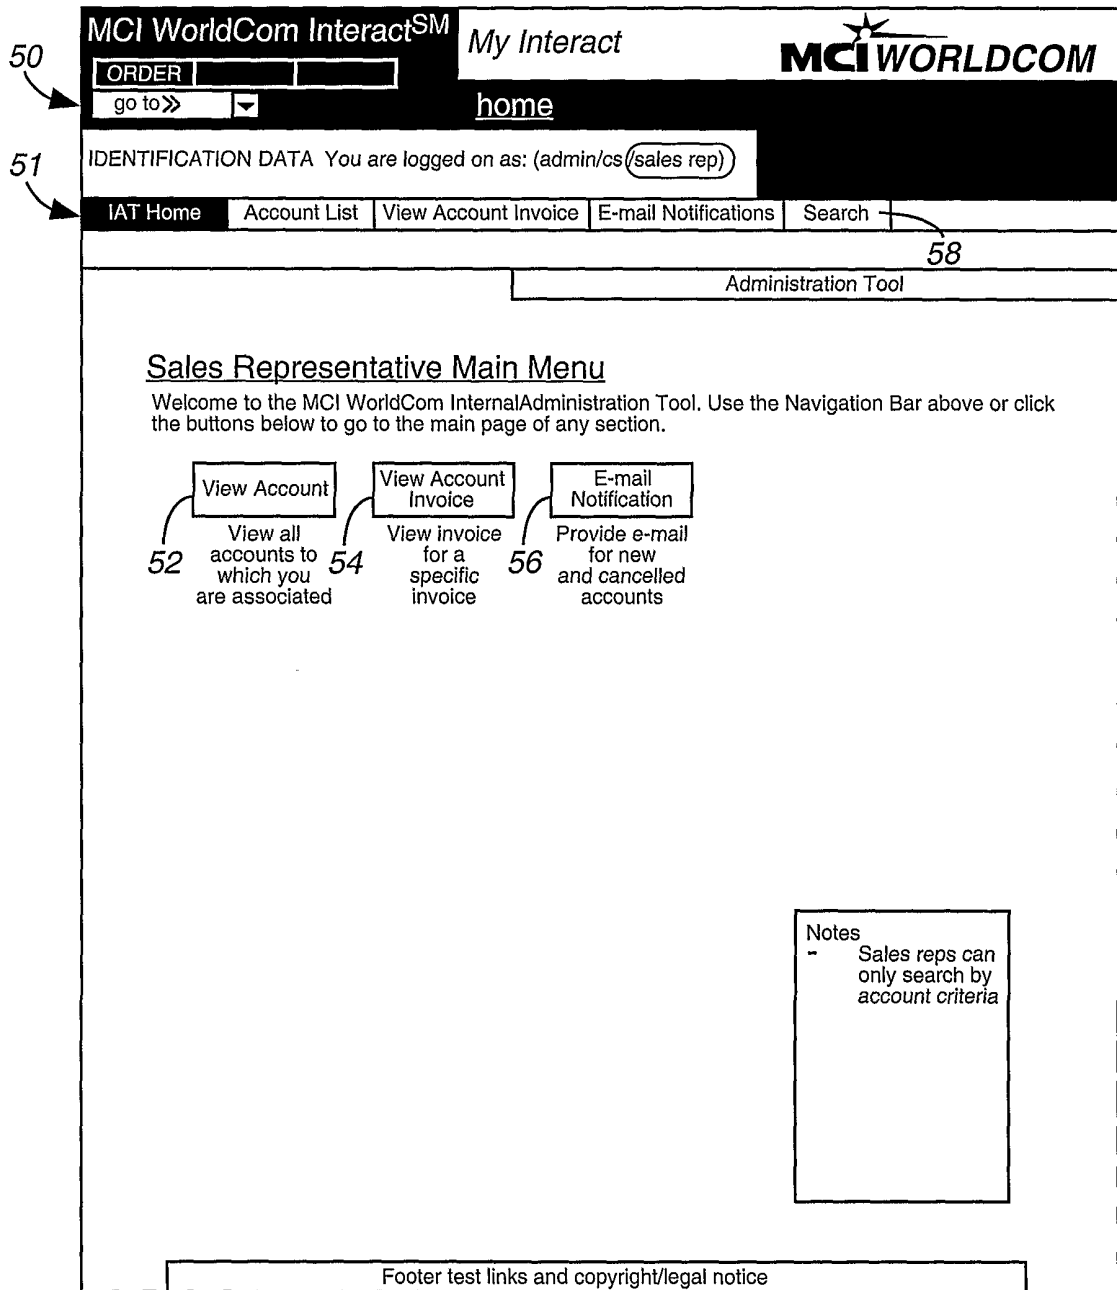 MCI WorldCom InteractSM
My Interact
MCI WORLDCOM
50
ORDER
go to>>
home
51
IDENTIFICATION DATA You are logged on as: (admin/cs/sales rep)
IAT Home Account List View Account Invoice E-mail Notifications Search
58
Administration Tool
Sales Representative Main Menu
Welcome to the MCI WorldCom InternalAdministration Tool. Use the Navigation Bar above or click
the buttons below to go to the main page of any section.
View Account
52
View all
accounts to
which you
are associated
View Account
Invoice
54
View invoice
for a
specific
invoice
E-mail
Notification
56
Provide e-mail
for new
and cancelled
accounts
Notes
- Sales reps can
only search by
account criteria
Footer test links and copyright/legal notice